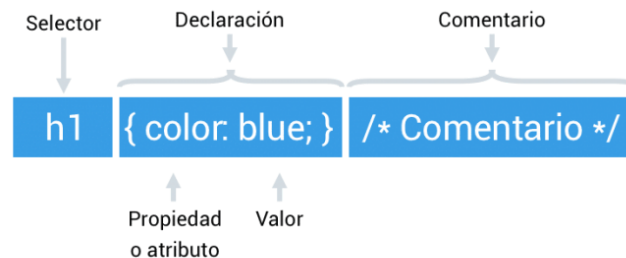 Selector Declaración Comentario
h1 { color: blue; } /* Comentario */
Propiedad Valor
o atributo